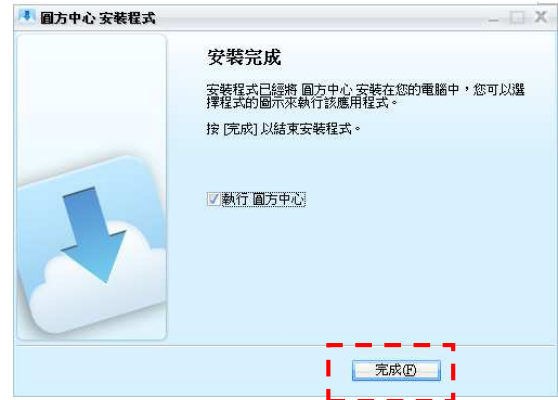 圓方中心 安裝程式
安裝完成
安裝程式已經將 圓方中心 安裝在您的電腦中，您可以選
擇程式的圖示來執行該應用程式。
按 [完成] 以結束安裝程式。
執行 圓方中心
完成(F)